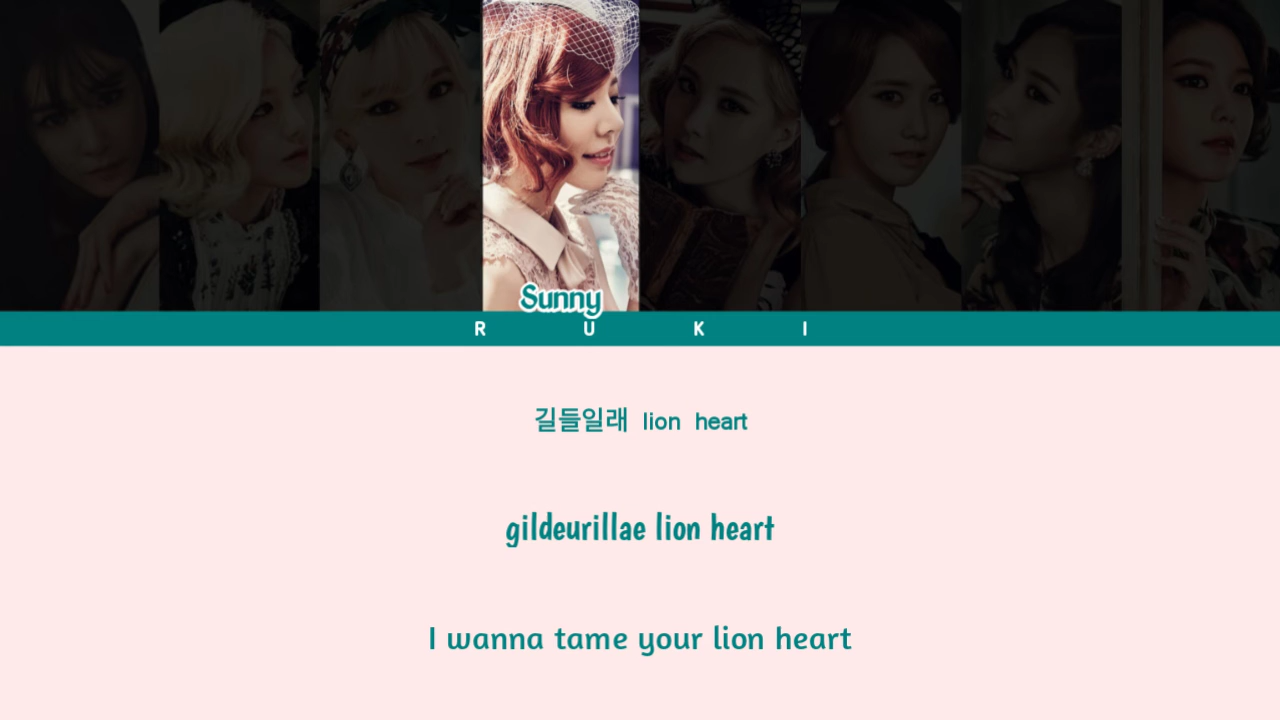 Sunny
R U K I
길들일래 lion heart
gildeurillae lion heart
I wanna tame your lion heart